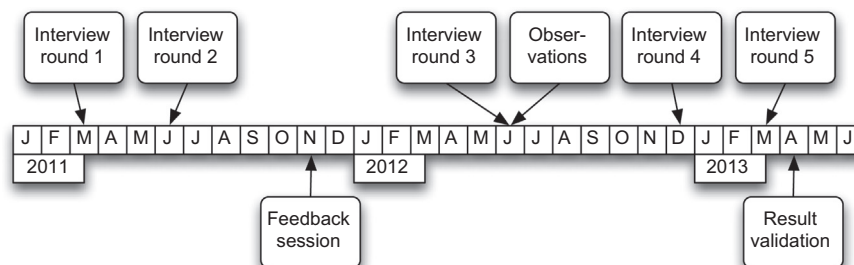 Interview
round 1
Interview
round 2
Interview
round 3
Obser-
vations
Interview
round 4
Interview
round 5
J F M A M J J A S O N D J F M A M J J A S O N D J F M A M J
2011
2012
2013
Feedback
session
Result
validation